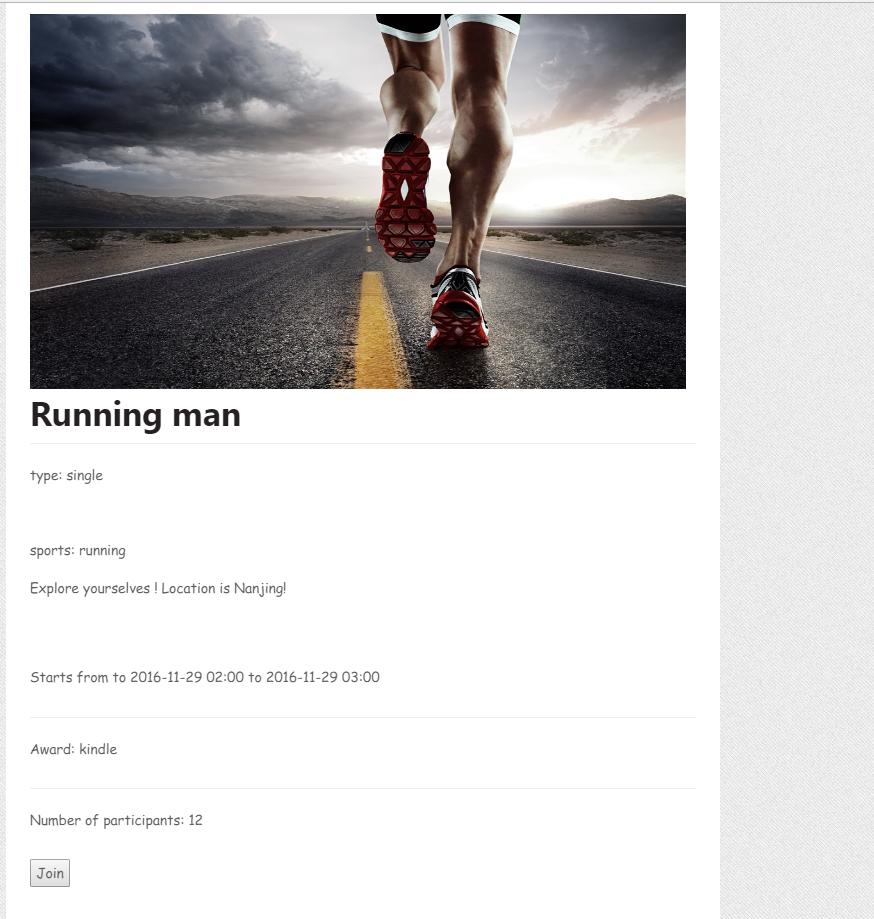 Running man
type: single
sports: running
Explore yourselves ! Location is Nanjing!
Starts from to 2016-11-29 02:00 to 2016-11-29 03:00
Award: kindle
Number of participants: 12
Join